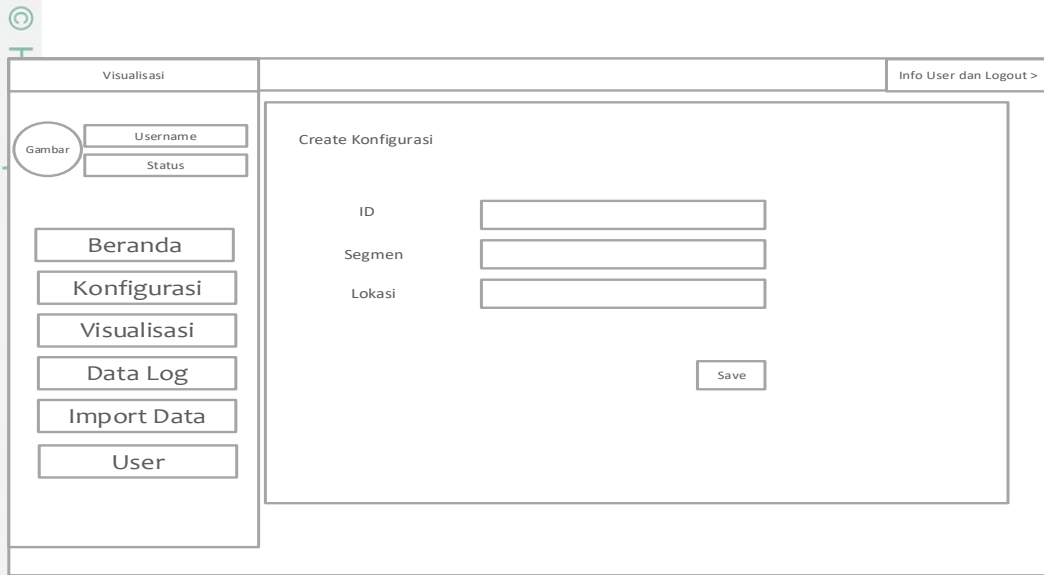 © H
Visualisasi
Info User dan Logout >
Gambar
Username
Status
Create Konfigurasi
ID
Segmen
Lokasi
Save
Beranda
Konfigurasi
Visualisasi
Data Log
Import Data
User